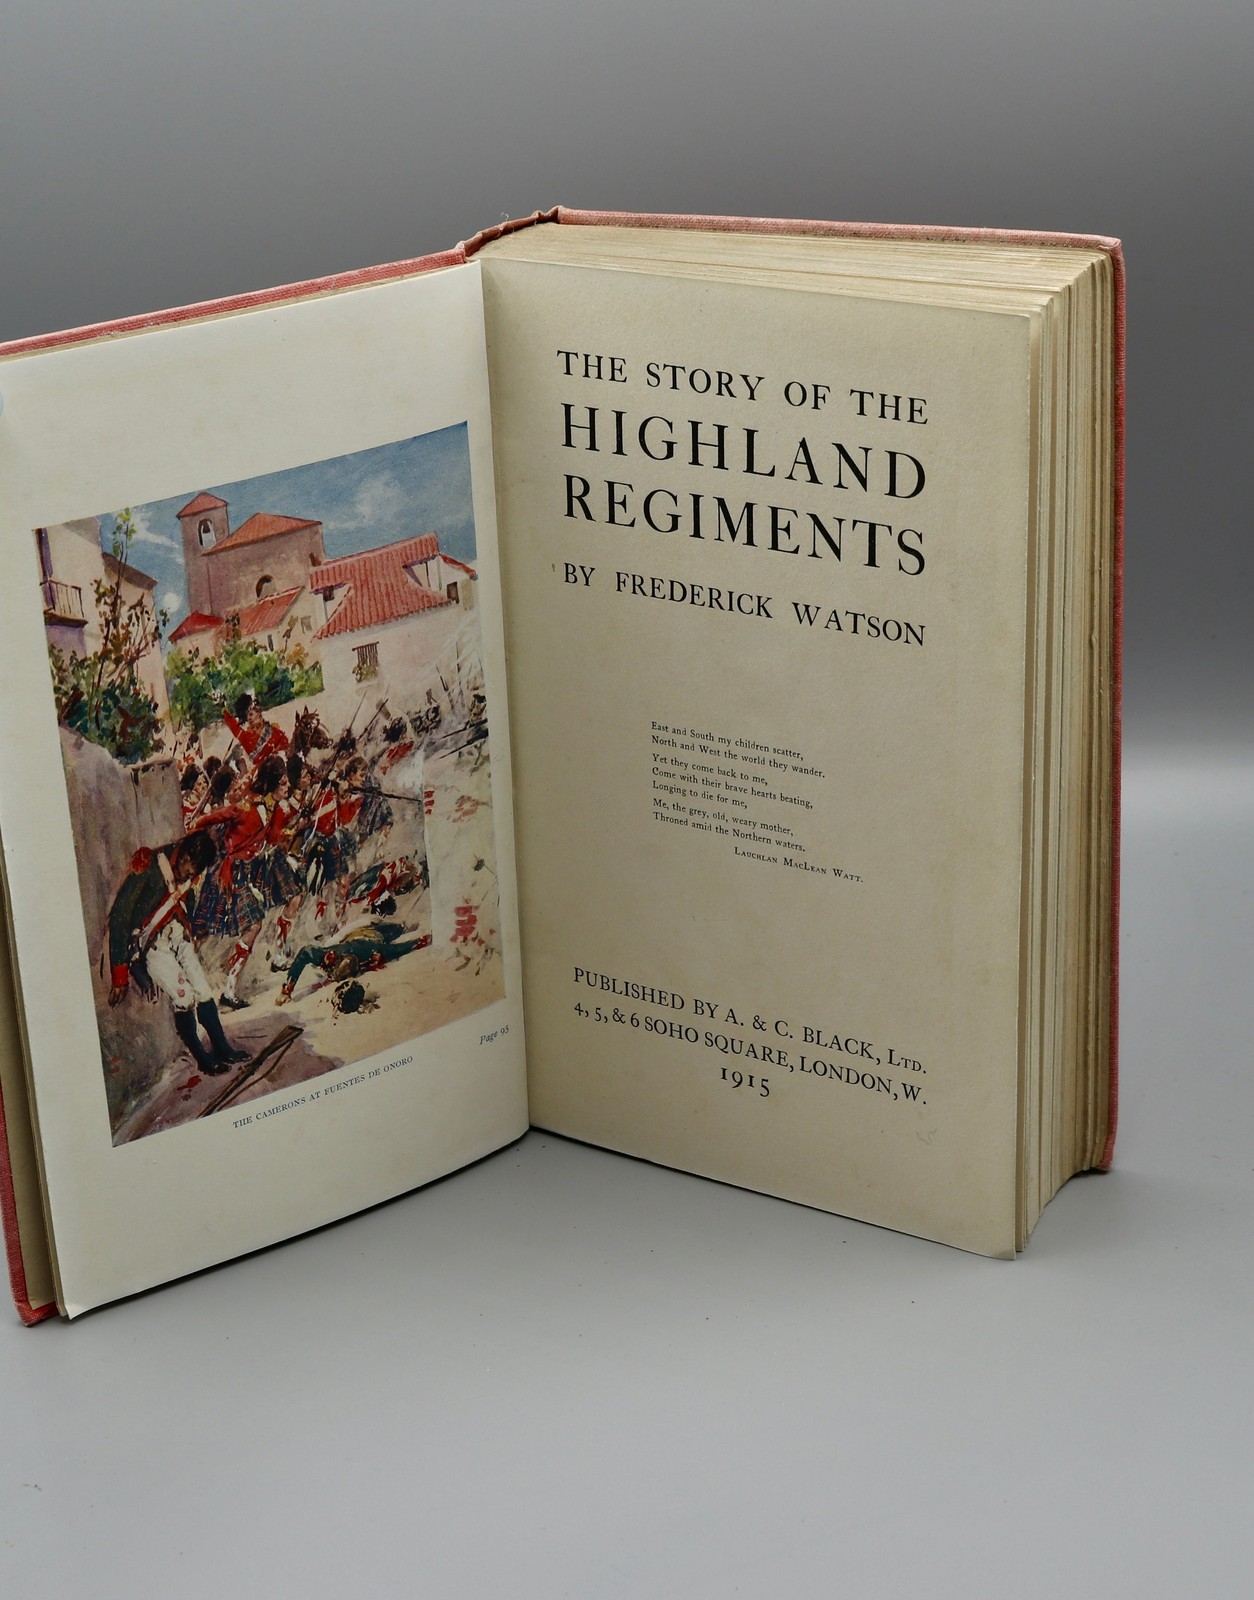 THE CAMERONS AT FUENTES DE ONORO
Page 95
THE STORY OF THE
HIGHLAND
REGIMENTS
BY FREDERICK WATSON
East and South my children scatter,
North and West the world they wander.
Yet they come back to me,
Come with their brave hearts beating,
Longing to die for me,
Me, the grey, old, weary mother,
Throned amid the Northern waters.
LAUCHLAN MACLEAN WATT.
PUBLISHED BY A. & C. BLACK, LTD.
4, 5, & 6 SOHO SQUARE, LONDON, W.
1915